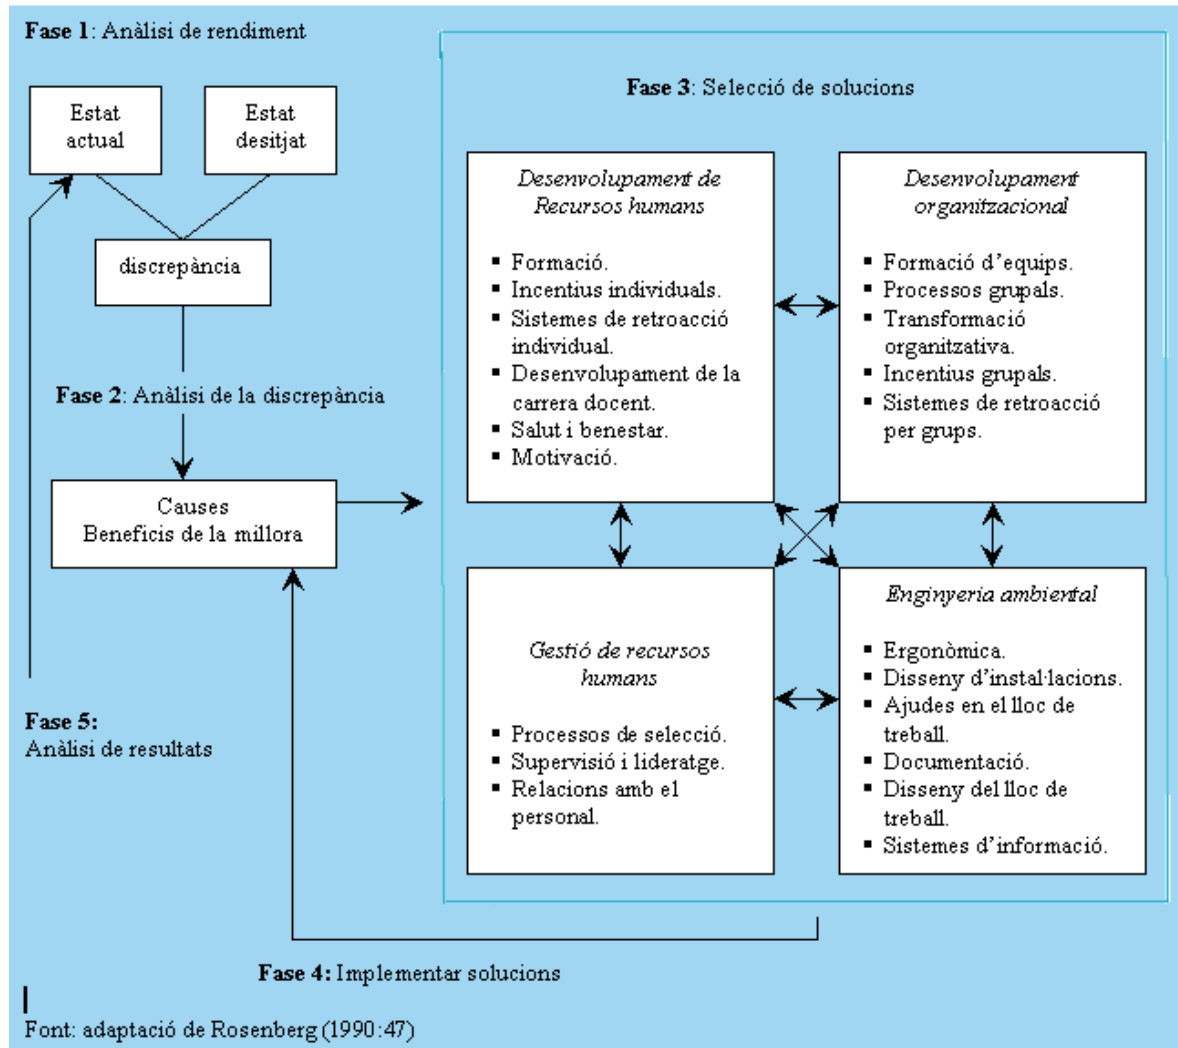 Fase 1: Anàlisi de rendiment
Estat
actual
Estat
desitjat
discrepància
Fase 2: Anàlisi de la discrepància
Causes
Beneficis de la millora
Fase 3: Selecció de solucions
Desenvolupament de
Recursos humans
▪ Formació.
▪ Incentius individuals.
▪ Sistemes de retroacció
individual.
▪ Desenvolupament de la
carrera docent.
▪ Salut i benestar.
▪ Motivació.
Desenvolupament
organitzacional
▪ Formació d’equips.
▪ Processos grupals.
▪ Transformació
organitzativa.
▪ Incentius grupals.
▪ Sistemes de retroacció
per grups.
Gestió de recursos
humans
▪ Processos de selecció.
▪ Supervisió i lideratge.
▪ Relacions amb el
personal.
Enginyeria ambiental
▪ Ergonòmica.
▪ Disseny d’instal·lacions.
▪ Ajudes en el lloc de
treball.
▪ Documentació.
▪ Disseny del lloc de
treball.
▪ Sistemes d’informació.
Fase 4: Implementar solucions
Fase 5:
Anàlisi de resultats
Font: adaptació de Rosenberg (1990:47)